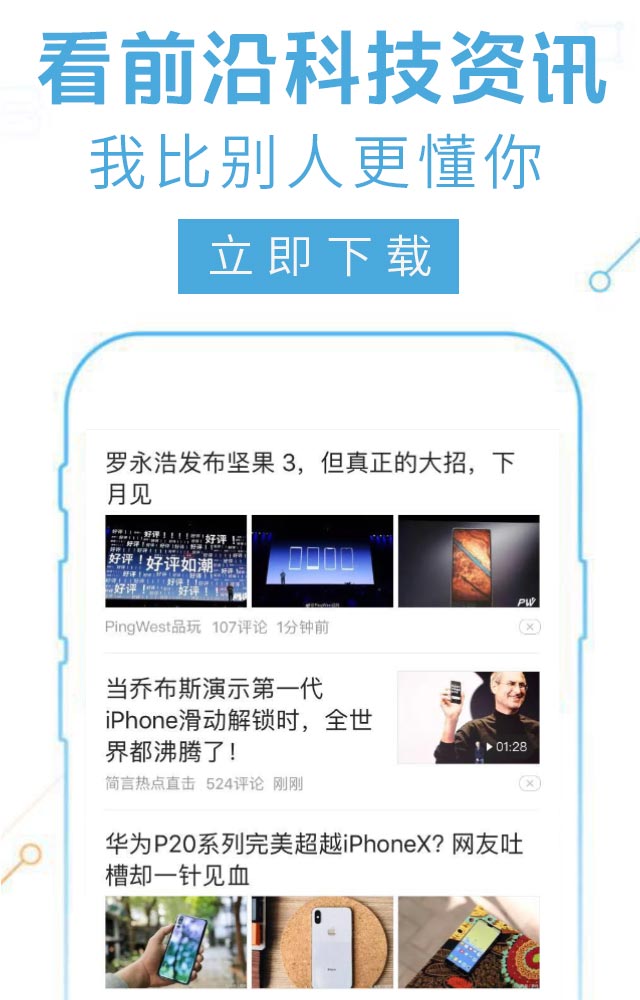 看前沿科技资讯
我比别人更懂你
立即下载
罗永浩发布坚果 3，但真正的大招，下
月见
好评！ 好评！
好评！好评如潮
好评！
PW
PingWest品玩 107评论 1分钟前
当乔布斯演示第一代
iPhone滑动解锁时，全世
界都沸腾了！
01:28
简言热点直击 524评论 刚刚
华为P20系列完美超越iPhoneX? 网友吐
槽却一针见血